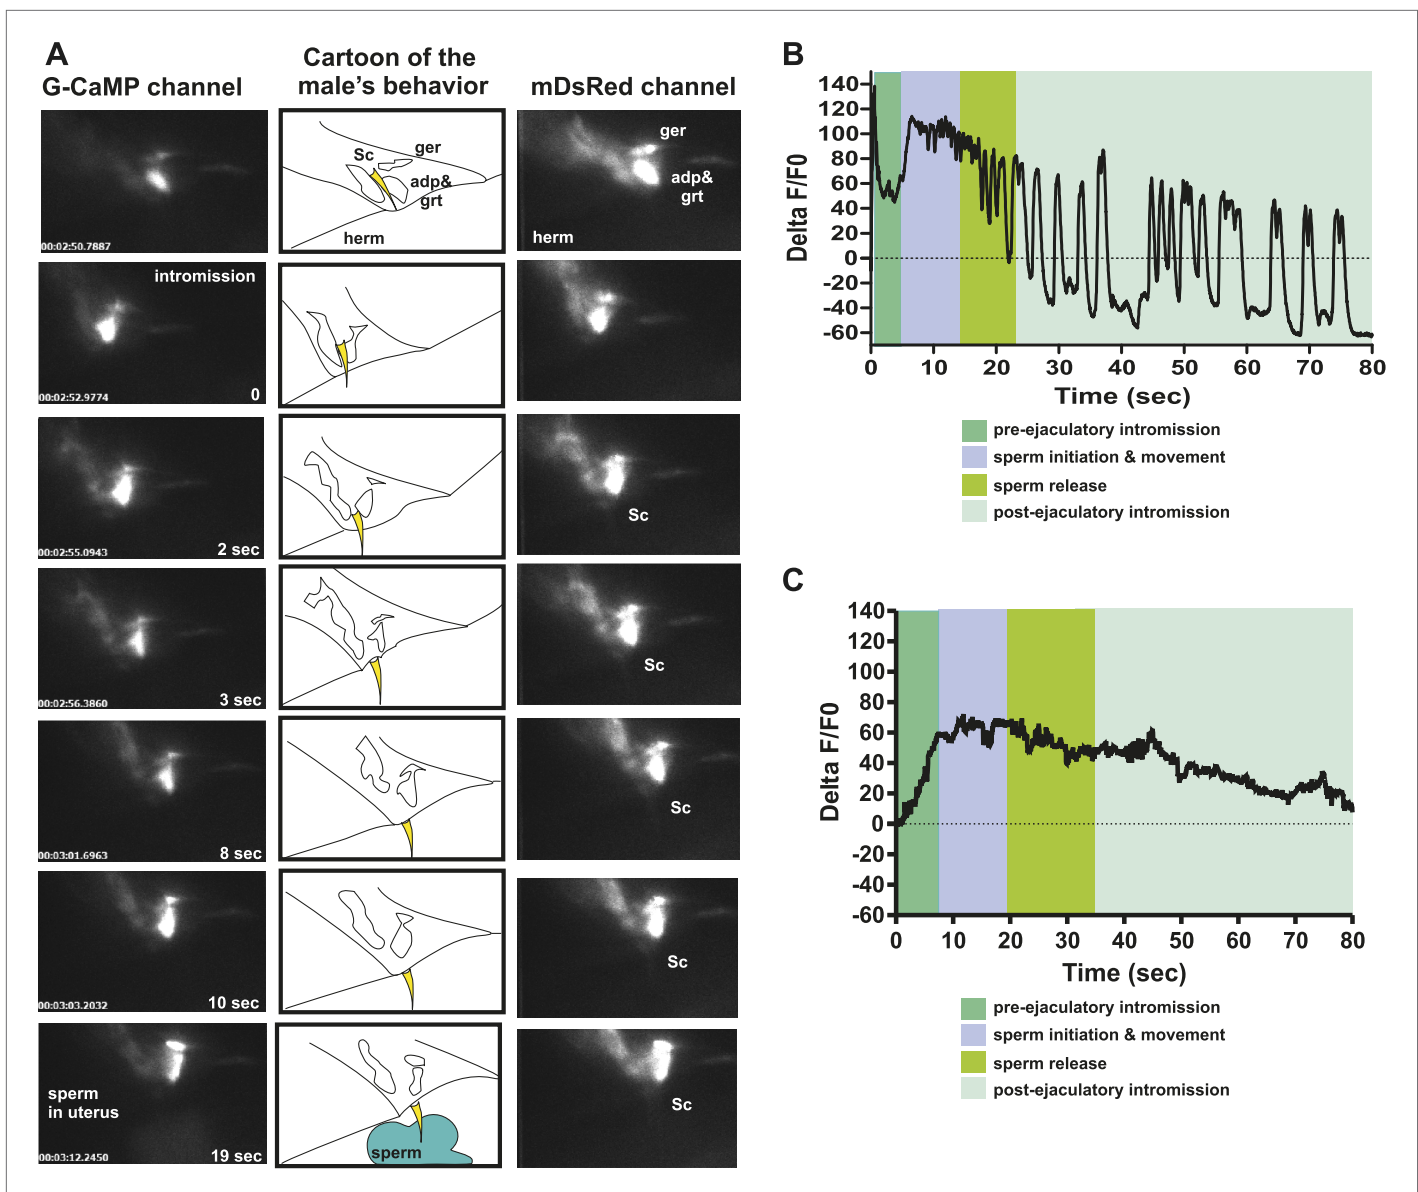 A
G-CaMP channel
Cartoon of the
male's behavior
mDsRed channel
00:02:50.7887
Sc
ger
adp&
grt
herm
ger
adp&
grt
herm
intromission
0
00:02:52.9774
2 sec
00:02:55.0943
Sc
3 sec
00:02:56.3860
Sc
8 sec
00:03:01.6963
Sc
10 sec
00:03:03.2032
Sc
sperm
in uterus
19 sec
00:03:12.2450
sperm
Sc
B
Delta F/F0
140
120
100
80
60
40
20
0
-20
-40
-60
0 10 20 30 40 50 60 70 80
Time (sec)
pre-ejaculatory intromission
sperm initiation & movement
sperm release
post-ejaculatory intromission
C
Delta F/F0
140
120
100
80
60
40
20
0
-20
-40
-60
0 10 20 30 40 50 60 70 80
Time (sec)
pre-ejaculatory intromission
sperm initiation & movement
sperm release
post-ejaculatory intromission